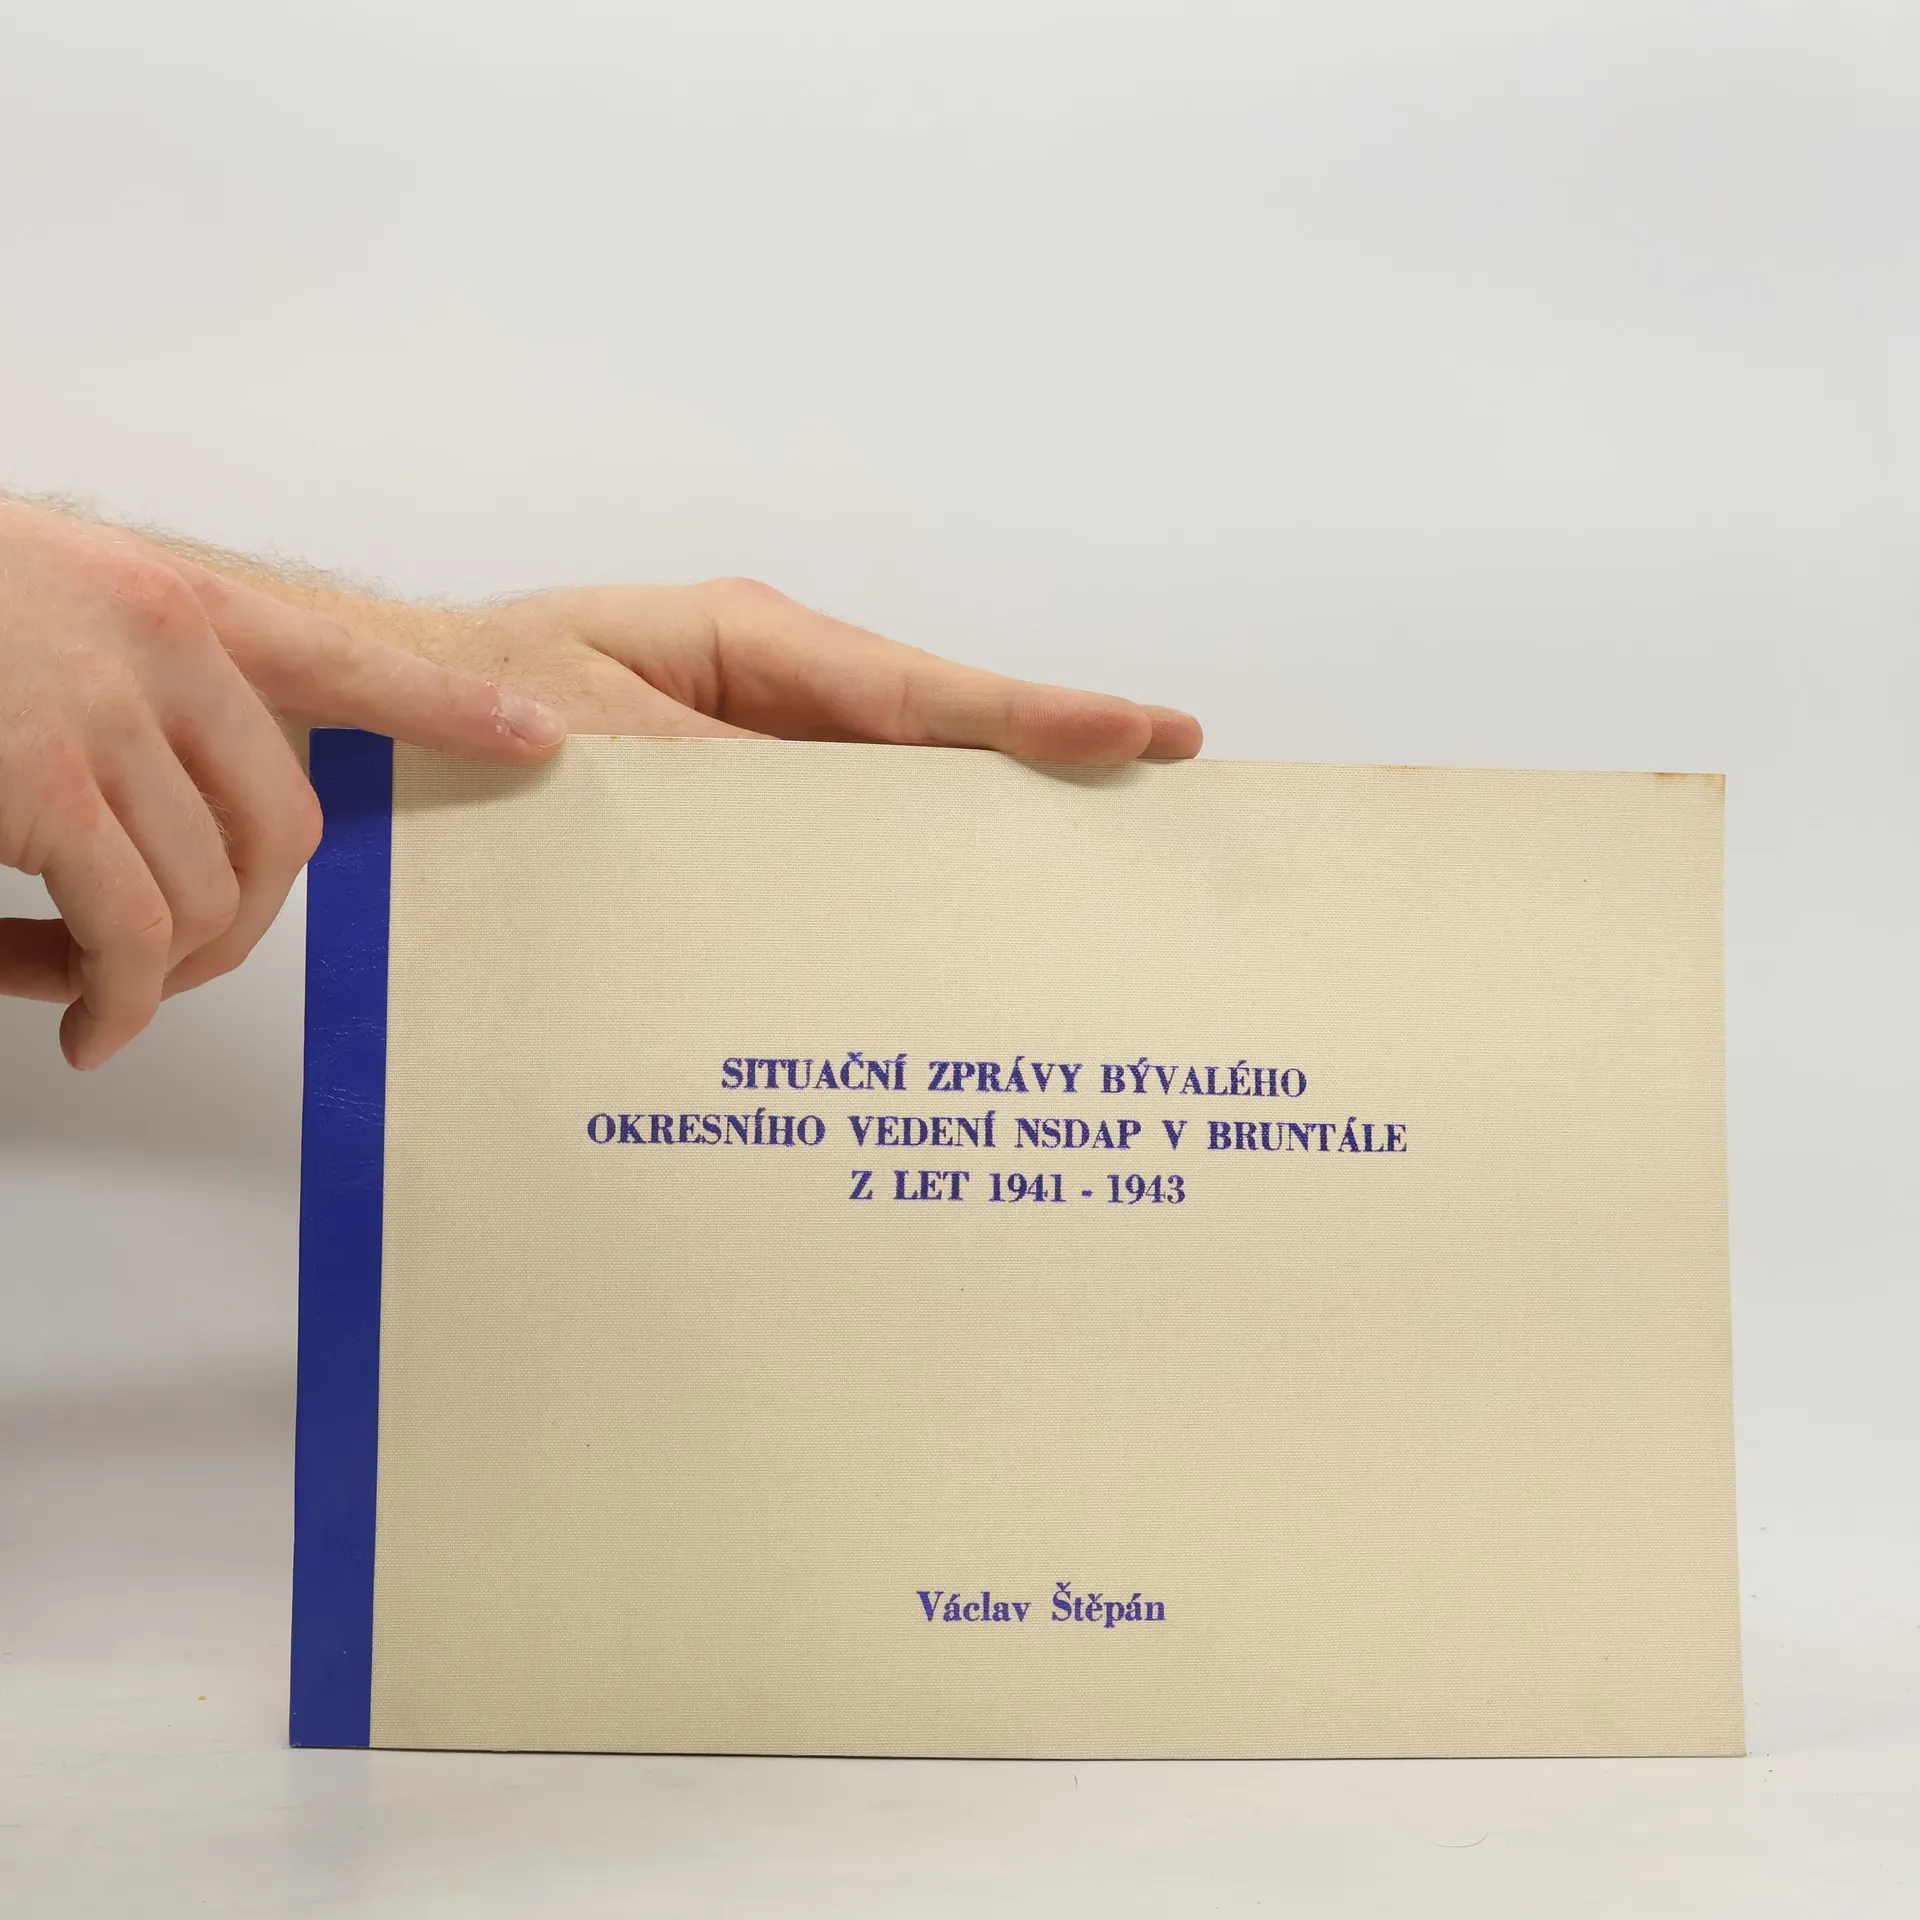 SITUAČNÍ ZPRÁVY BÝVALÉHO
OKRESNÍHO VEDENÍ NSDAP V BRUNTÁLE
Z LET 1941 - 1943
Václav Štěpán